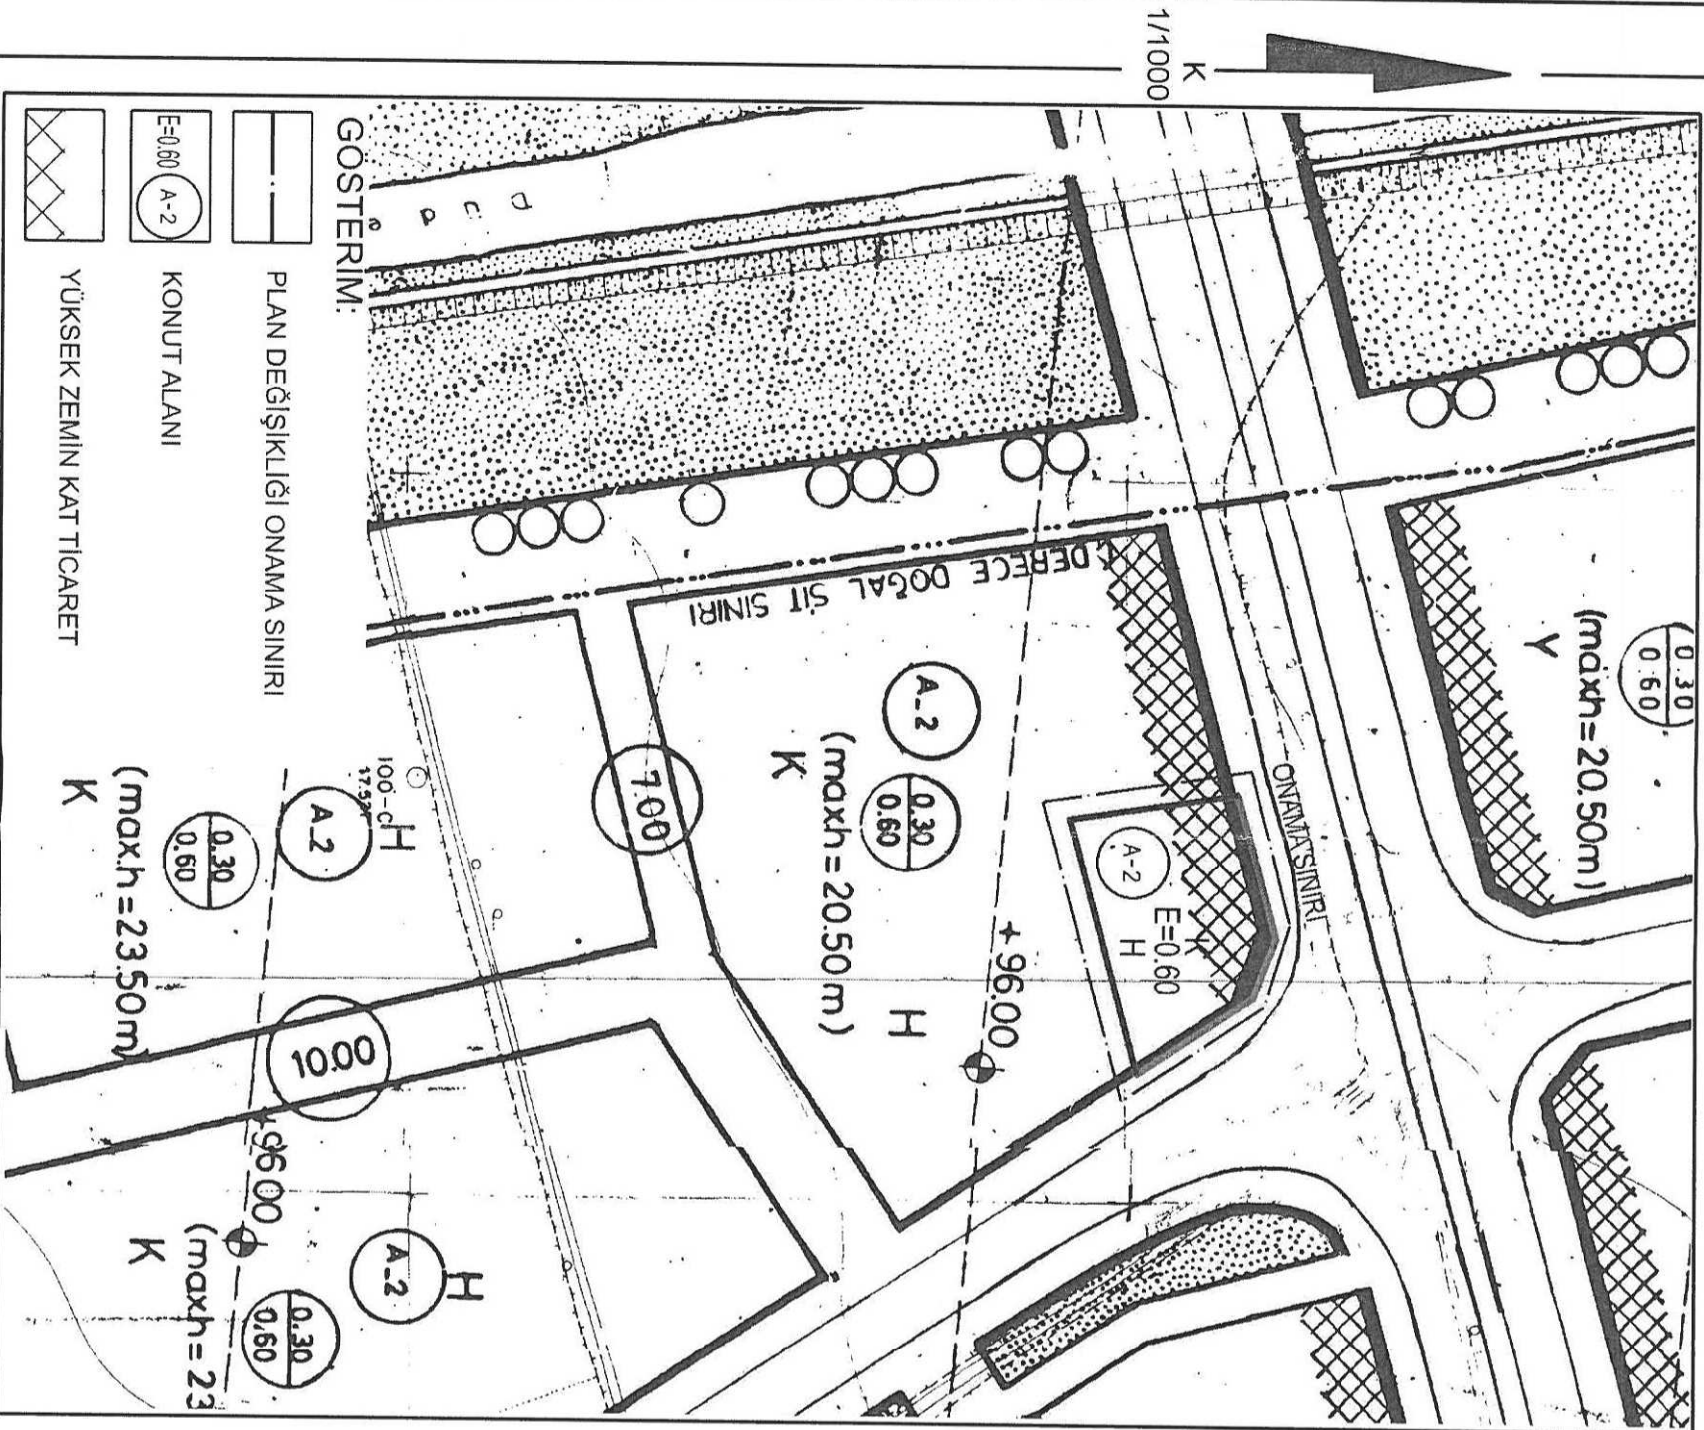 K
1/1000
0.30
0.60
(maxh=20.50m)
Y
ONAMA SINIRI
DERECE DOĞAL SİT SINIRI
A-2
E=0.60
K
H
A-2
0.30
0.60
(maxh=20.50m)
K
H
+96.00
7.00
H
100-c
A-2
0.30
0.60
(max.h=23.50m)
K
10.00
+96.00
H
A-2
0.30
0.60
(maxh=23
K
GÖSTERİM:
PLAN DEĞİŞİKLİĞİ ONAMA SINIRI
E=0.60 A-2
KONUT ALANI
YÜKSEK ZEMİN KAT TİCARET